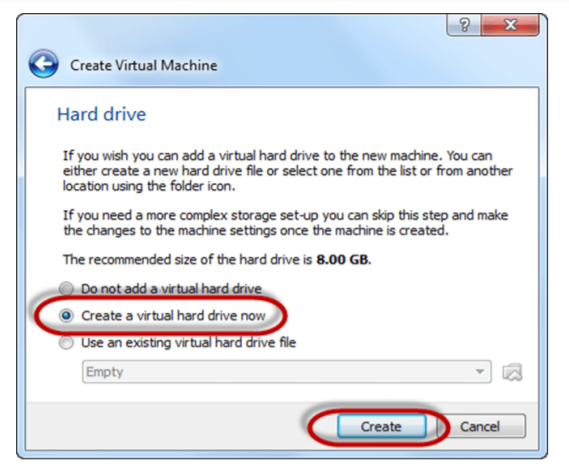 ?
Create Virtual Machine
Hard drive
If you wish you can add a virtual hard drive to the new machine. You can
either create a new hard drive file or select one from the list or from another
location using the folder icon.
If you need a more complex storage set-up you can skip this step and make
the changes to the machine settings once the machine is created.
The recommended size of the hard drive is 8.00 GB.
Do not add a virtual hard drive
Create a virtual hard drive now
Use an existing virtual hard drive file
Empty
Create Cancel